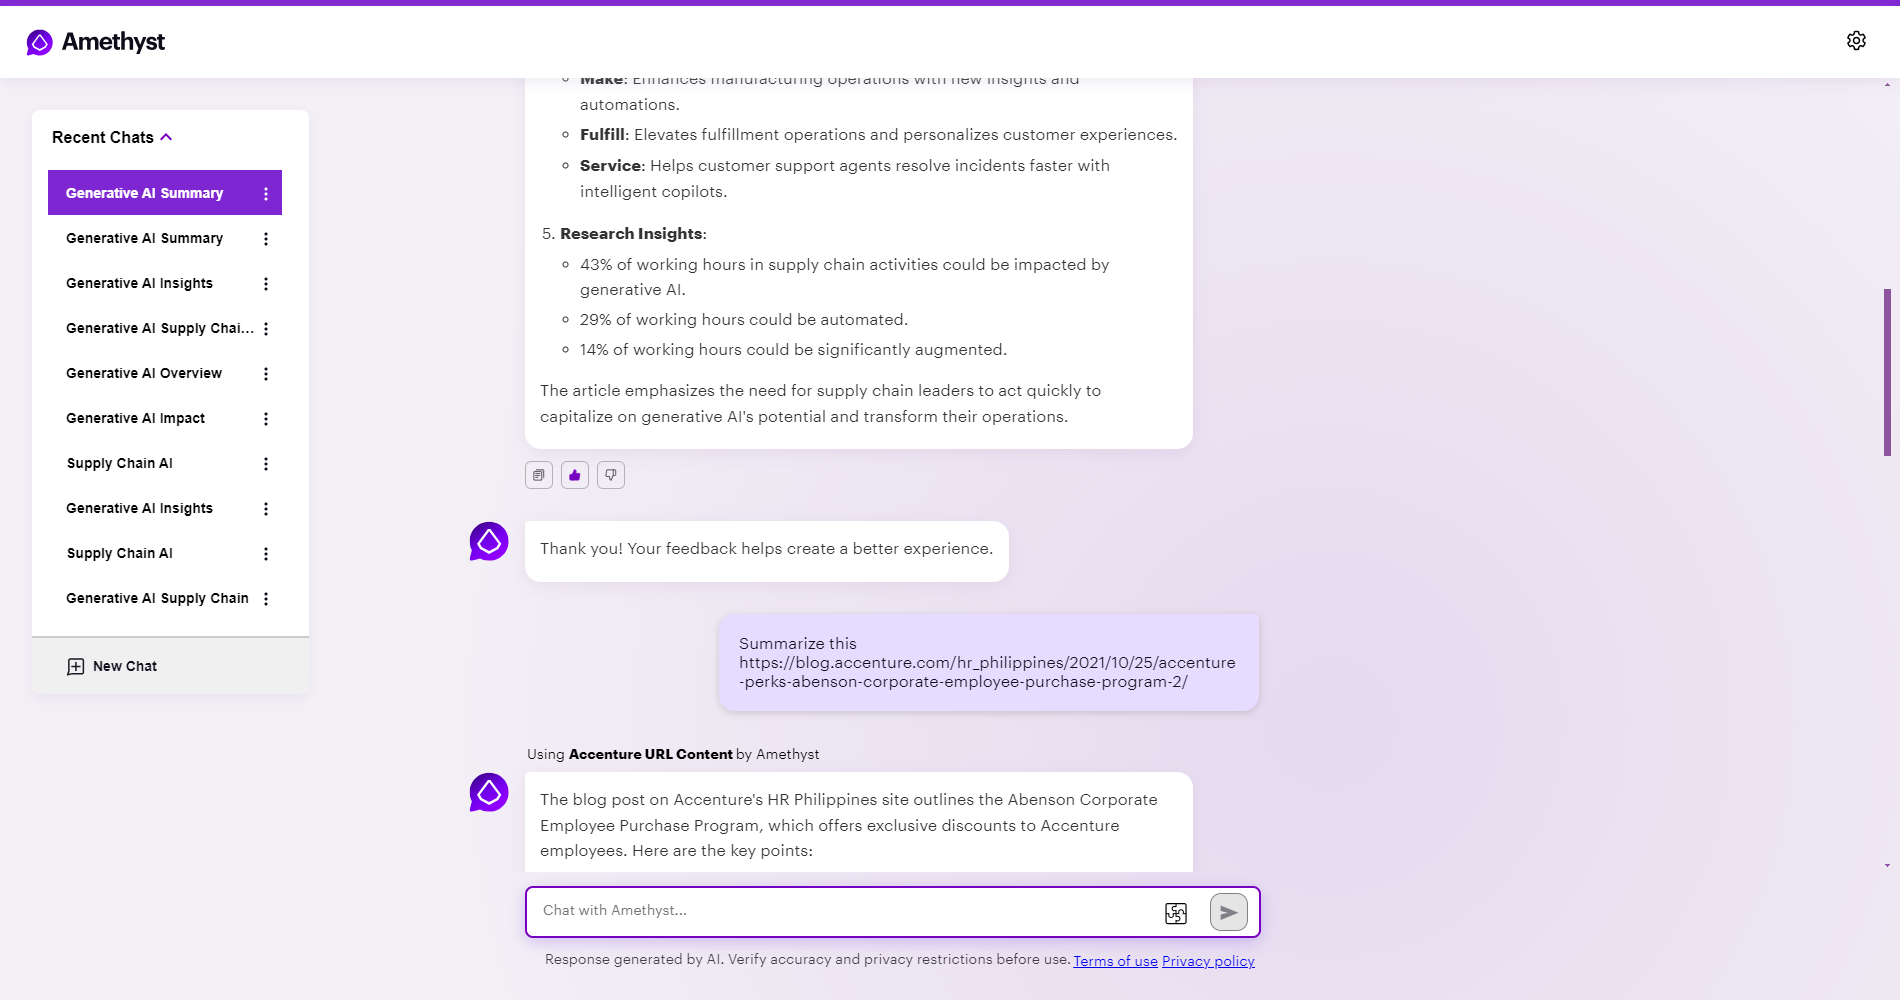 Amethyst
Recent Chats
Generative AI Summary
Generative AI Summary
Generative AI Insights
Generative AI Supply Chai...
Generative AI Overview
Generative AI Impact
Supply Chain AI
Generative AI Insights
Supply Chain AI
Generative AI Supply Chain
New Chat
Make: Enhances manufacturing operations with new insights and
automations.
Fulfill: Elevates fulfillment operations and personalizes customer experiences.
Service: Helps customer support agents resolve incidents faster with
intelligent copilots.
5. Research Insights:
43% of working hours in supply chain activities could be impacted by
generative AI.
29% of working hours could be automated.
14% of working hours could be significantly augmented.
The article emphasizes the need for supply chain leaders to act quickly to
capitalize on generative AI's potential and transform their operations.
Thank you! Your feedback helps create a better experience.
Summarize this
https://blog.accenture.com/hr_philippines/2021/10/25/accenture
-perks-abenson-corporate-employee-purchase-program-2/
Using Accenture URL Content by Amethyst
The blog post on Accenture's HR Philippines site outlines the Abenson Corporate
Employee Purchase Program, which offers exclusive discounts to Accenture
employees. Here are the key points:
Chat with Amethyst...
Response generated by AI. Verify accuracy and privacy restrictions before use. Terms of use Privacy policy